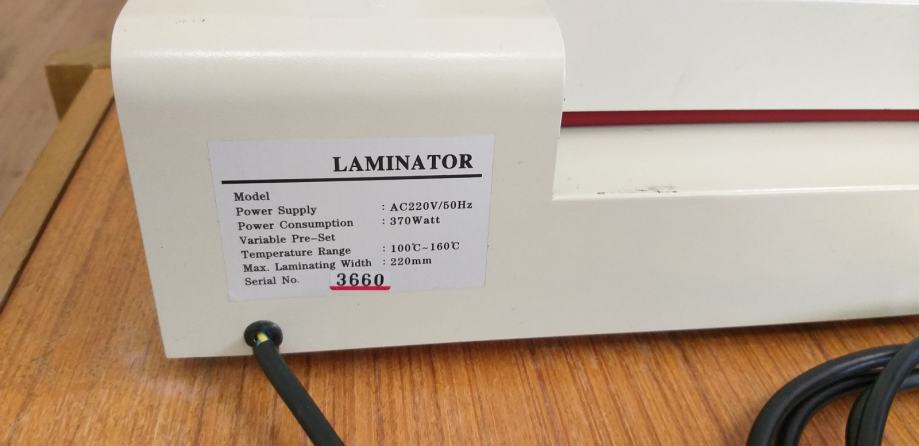 LAMINATOR
Model
Power Supply : AC220V/50Hz
Power Consumption : 370Watt
Variable Pre-Set
Temperature Range : 100℃~160℃
Max. Laminating Width : 220mm
Serial No. 3660